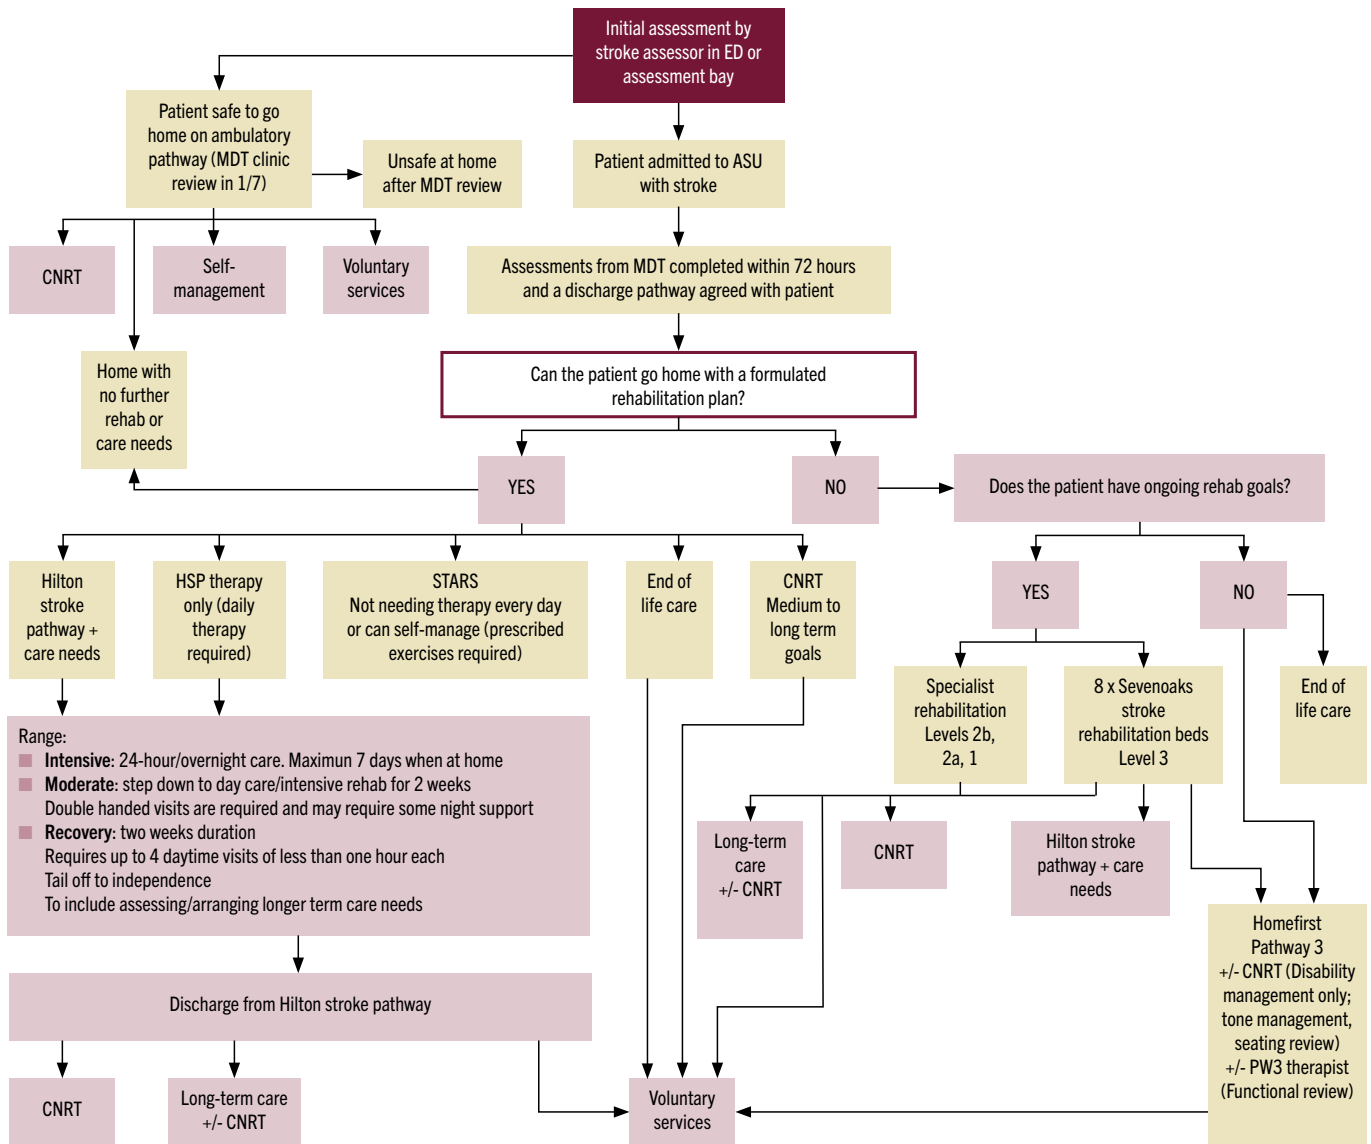 Initial assessment by
stroke assessor in ED or
assessment bay
Patient safe to go
home on ambulatory
pathway (MDT clinic
review in 1/7)
Unsafe at home
after MDT review
Patient admitted to ASU
with stroke
CNRT
Self-
management
Voluntary
services
Assessments from MDT completed within 72 hours
and a discharge pathway agreed with patient
Home with
no further
rehab or
care needs
Can the patient go home with a formulated
rehabilitation plan?
YES
NO
Does the patient have ongoing rehab goals?
Hilton
stroke
pathway +
care needs
HSP therapy
only (daily
therapy
required)
STARS
Not needing therapy every day
or can self-manage (prescribed
exercises required)
End of
life care
CNRT
Medium to
long term
goals
YES
NO
Specialist
rehabilitation
Levels 2b,
2a, 1
8 x Sevenoaks
stroke
rehabilitation beds
Level 3
End of
life care
Range:
Intensive: 24-hour/overnight care. Maximun 7 days when at home
Moderate: step down to day care/intensive rehab for 2 weeks
Double handed visits are required and may require some night support
Recovery: two weeks duration
Requires up to 4 daytime visits of less than one hour each
Tail off to independence
To include assessing/arranging longer term care needs
Long-term
care
+/- CNRT
CNRT
Hilton stroke
pathway + care
needs
Homefirst
Pathway 3
+/- CNRT (Disability
management only;
tone management,
seating review)
+/- PW3 therapist
(Functional review)
Discharge from Hilton stroke pathway
CNRT
Long-term care
+/- CNRT
Voluntary
services